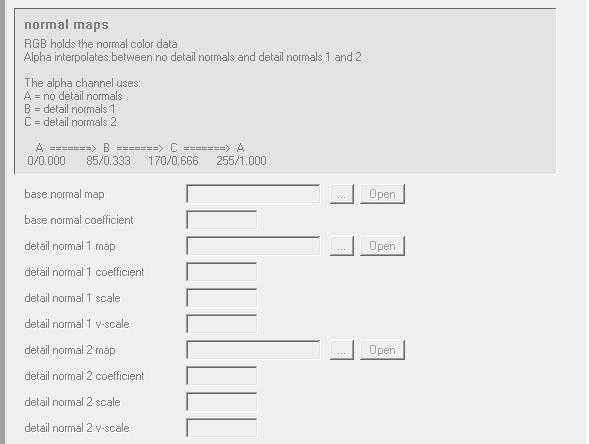 normal maps
RGB holds the normal color data
Alpha interpolates between no detail normals and detail normals 1 and 2
The alpha channel uses:
A = no detail normals
B = detail normals 1
C = detail normals 2
A ======> B ======> C ======> A
0/0.000 85/0.333 170/0.666 255/1.000
base normal map ... Open
base normal coefficient
detail normal 1 map ... Open
detail normal 1 coefficient
detail normal 1 scale
detail normal 1 v-scale
detail normal 2 map ... Open
detail normal 2 coefficient
detail normal 2 scale
detail normal 2 v-scale